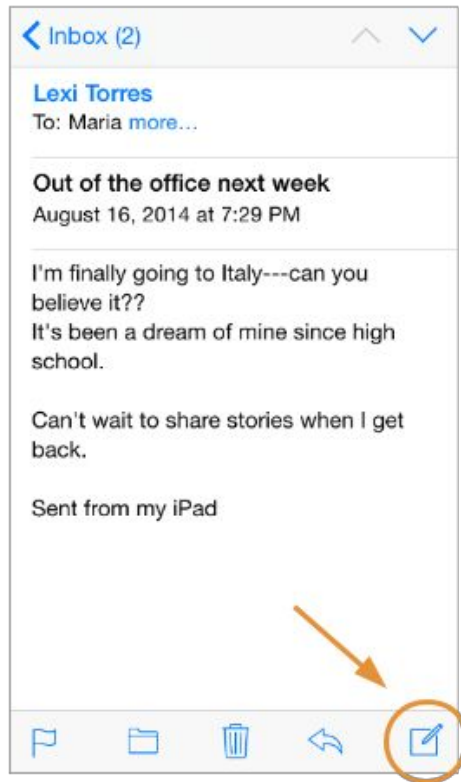 Inbox (2)
Lexi Torres
To: Maria more...
Out of the office next week
August 16, 2014 at 7:29 PM
I'm finally going to Italy---can you
believe it??
It's been a dream of mine since high
school.
Can't wait to share stories when I get
back.
Sent from my iPad